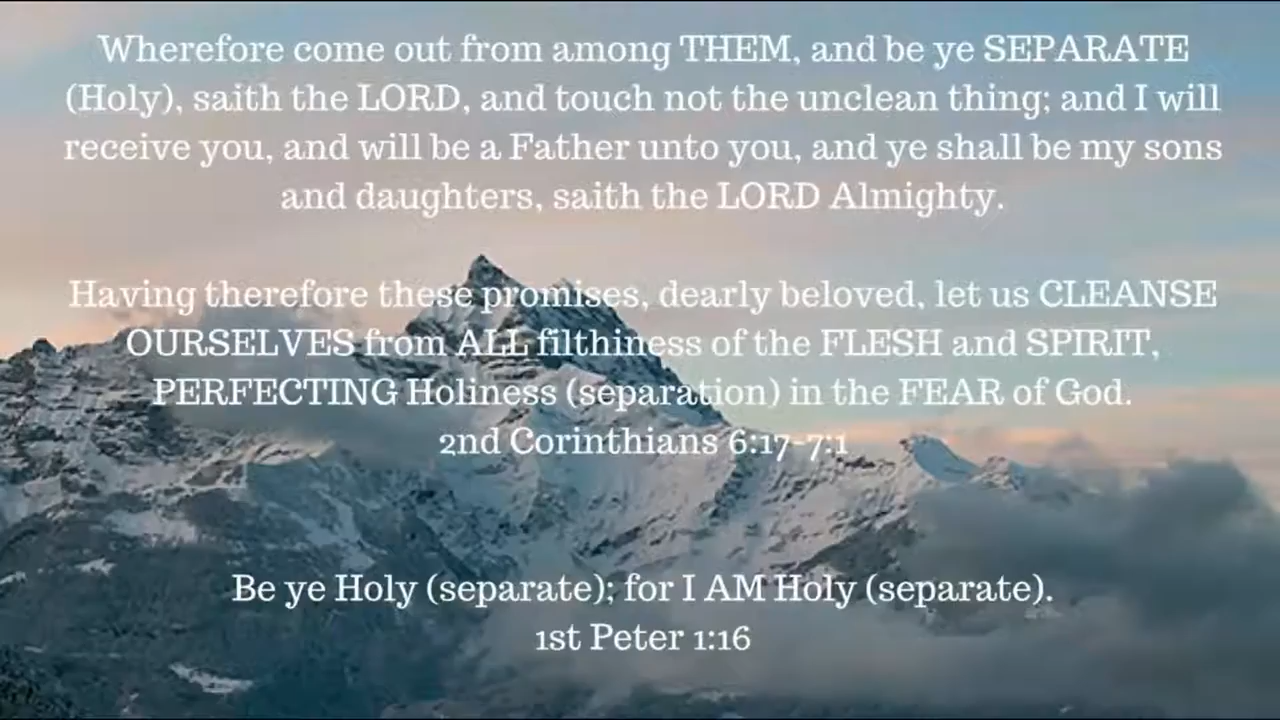 Wherefore come out from among THEM, and be ye SEPARATE
(Holy), saith the LORD, and touch not the unclean thing; and I will
receive you, and will be a Father unto you, and ye shall be my sons
and daughters, saith the LORD Almighty.
Having therefore these promises, dearly beloved, let us CLEANSE
OURSELVES from ALL filthiness of the FLESH and SPIRIT,
PERFECTING Holiness (separation) in the FEAR of God.
2nd Corinthians 6:17-7:1
Be ye Holy (separate); for I AM Holy (separate).
1st Peter 1:16